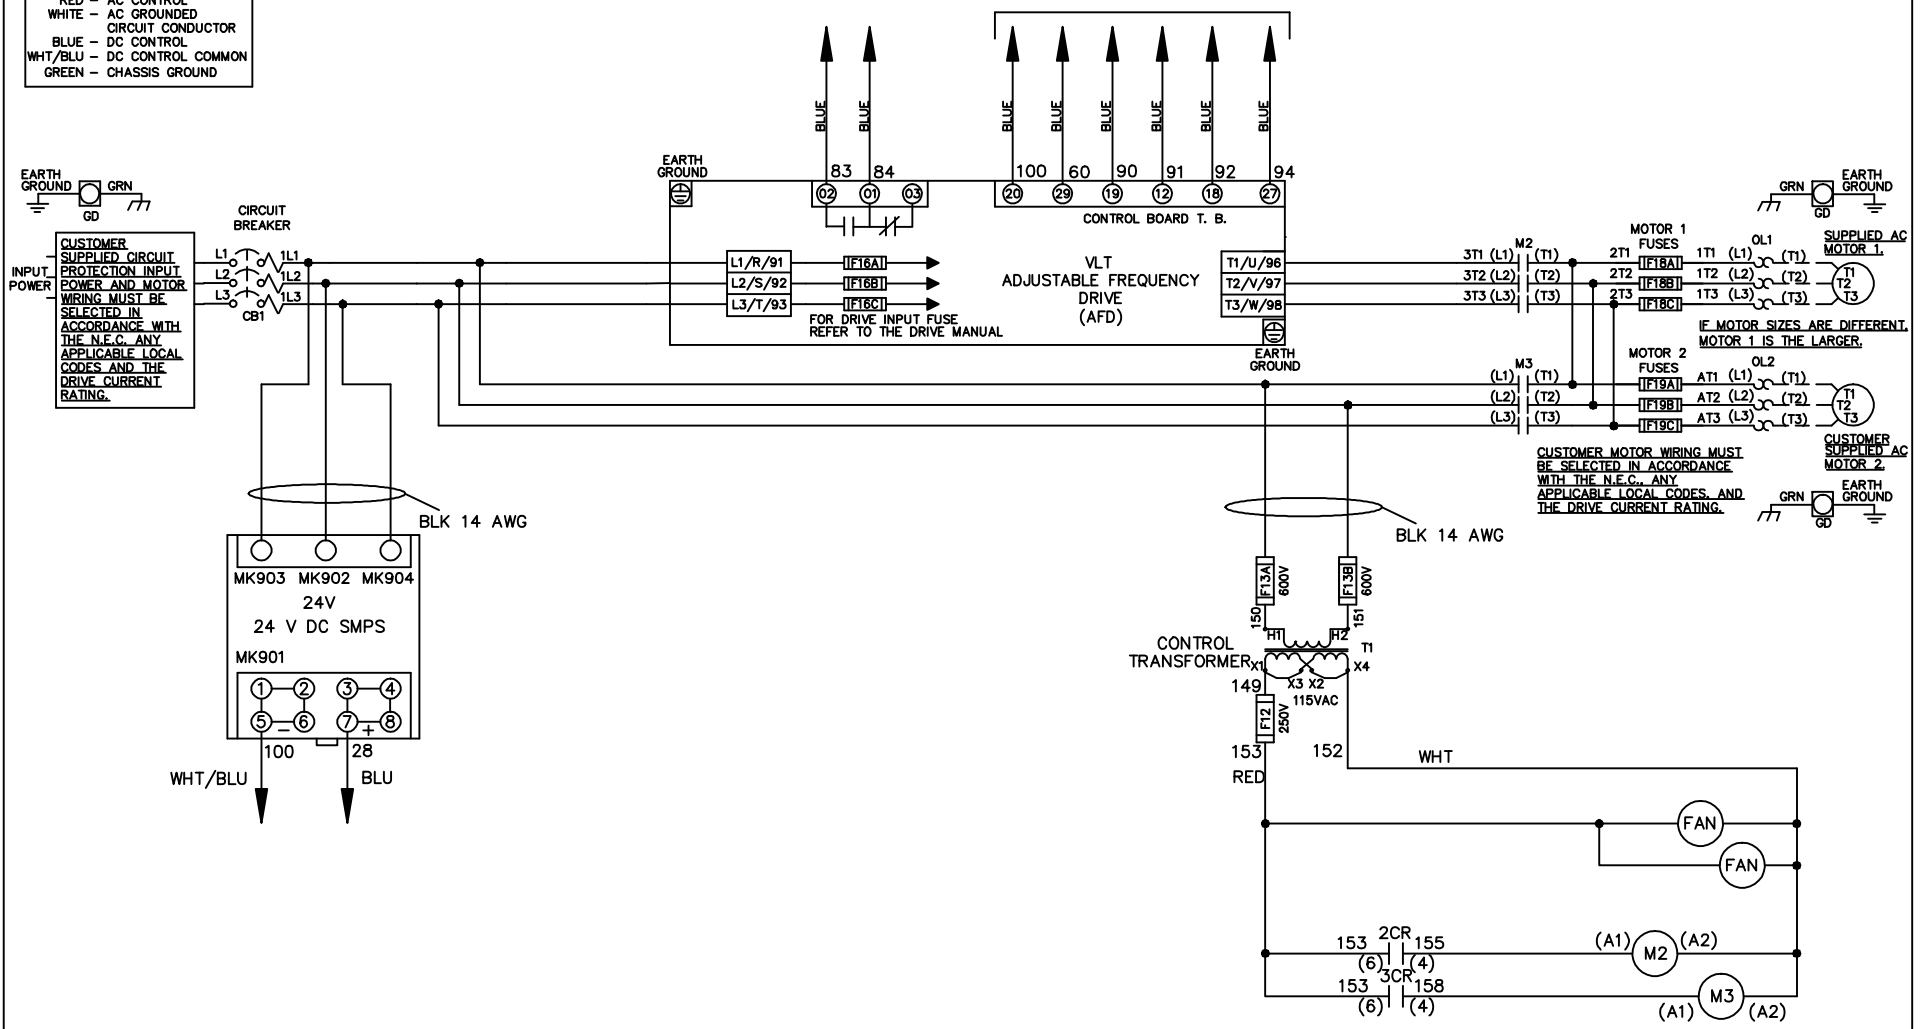 RED – AC CONTROL
WHITE – AC GROUNDED
CIRCUIT CONDUCTOR
BLUE – DC CONTROL
WHT/BLU – DC CONTROL COMMON
GREEN – CHASSIS GROUND
BLUE
BLUE
BLUE
BLUE
BLUE
BLUE
BLUE
BLUE
EARTH
GROUND
83
84
100
60
90
91
92
94
02
01
03
20
29
19
12
18
27
CONTROL BOARD T. B.
EARTH
GROUND
GRN
GD
CIRCUIT
BREAKER
INPUT
POWER
CUSTOMER
SUPPLIED CIRCUIT
PROTECTION INPUT
POWER AND MOTOR
WIRING MUST BE
SELECTED IN
ACCORDANCE WITH
THE N.E.C. ANY
APPLICABLE LOCAL
CODES AND THE
DRIVE CURRENT
RATING.
L1
1L1
L2
1L2
L3
1L3
CB1
L1/R/91
F16A
L2/S/92
F16B
L3/T/93
F16C
FOR DRIVE INPUT FUSE
REFER TO THE DRIVE MANUAL
VLT
ADJUSTABLE FREQUENCY
DRIVE
(AFD)
T1/U/96
T2/V/97
T3/W/98
EARTH
GROUND
3T1 (L1)
M2
(T1)
3T2 (L2)
(T2)
3T3 (L3)
(T3)
MOTOR 1
FUSES
2T1
F18A
1T1 (L1)
OL1
(T1)
2T2
F18B
1T2 (L2)
(T2)
2T3
F18C
1T3 (L3)
(T3)
GRN
EARTH
GROUND
GD
SUPPLIED AC
MOTOR 1.
T1
T2
T3
IF MOTOR SIZES ARE DIFFERENT,
MOTOR 1 IS THE LARGER.
M3
(L1)
(T1)
(L2)
(T2)
(L3)
(T3)
MOTOR 2
FUSES
F19A
AT1 (L1)
OL2
(T1)
F19B
AT2 (L2)
(T2)
F19C
AT3 (L3)
(T3)
T1
T2
T3
CUSTOMER
SUPPLIED AC
MOTOR 2.
CUSTOMER MOTOR WIRING MUST
BE SELECTED IN ACCORDANCE
WITH THE N.E.C., ANY
APPLICABLE LOCAL CODES, AND
THE DRIVE CURRENT RATING.
GRN
EARTH
GROUND
GD
BLK 14 AWG
MK903
MK902
MK904
24V
24 V DC SMPS
MK901
1
2
3
4
5
6
7
8
–
+
100
28
WHT/BLU
BLU
BLK 14 AWG
F13A
600V
F13B
600V
150
151
H1
H2
T1
CONTROL
TRANSFORMER
X1
X4
X3 X2
115VAC
149
F12
250V
153
152
RED
WHT
FAN
FAN
153
2CR
155
(6)
(4)
(A1)
M2
(A2)
153
3CR
158
(6)
(4)
(A1)
M3
(A2)